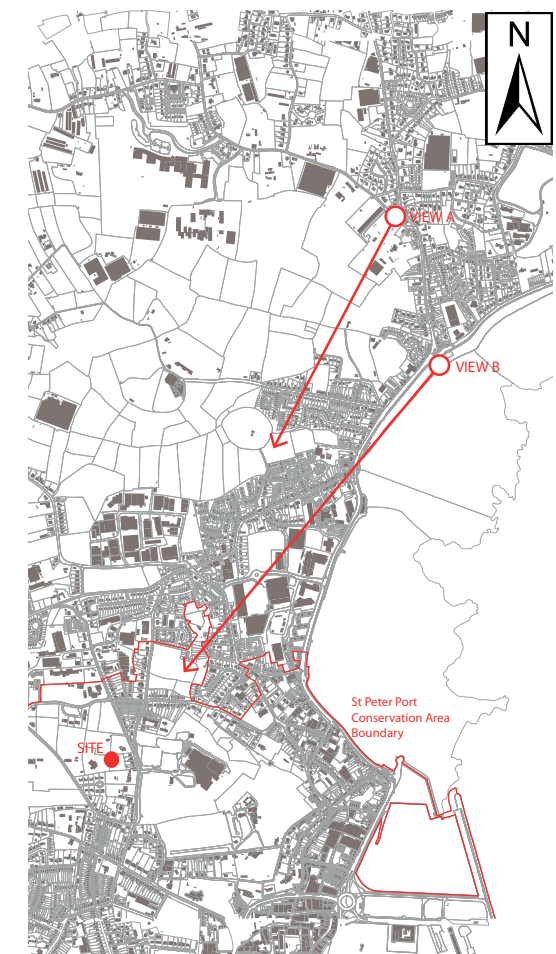 N
VIEW A
VIEW B
St Peter Port
Conservation Area
Boundary
SITE